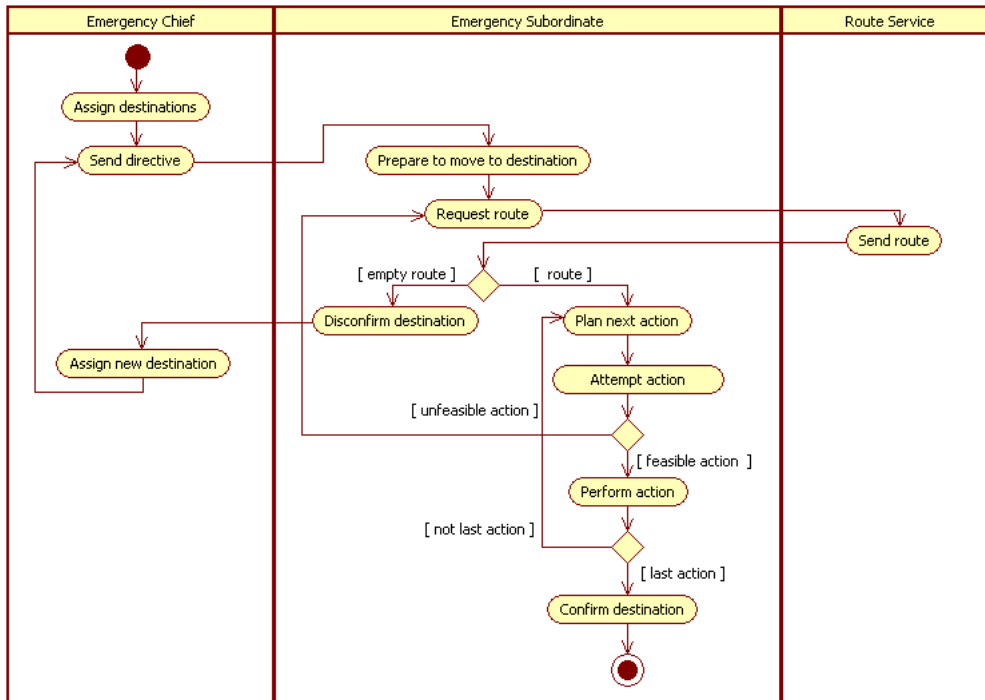 Emergency Chief
Emergency Subordinate
Route Service
Assign destinations
Send directive
Prepare to move to destination
Request route
Send route
[ empty route ]
[ route ]
Disconfirm destination
Plan next action
Assign new destination
Attempt action
[ unfeasible action ]
[ feasible action ]
Perform action
[ not last action ]
[ last action ]
Confirm destination